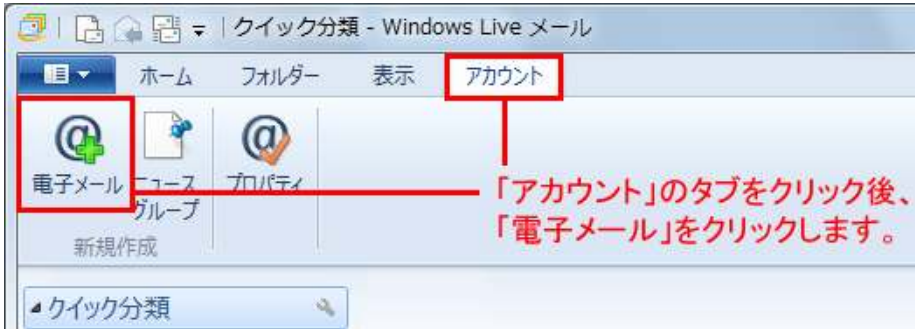 クイック分類 - Windows Live メール
ホーム フォルダー 表示 アカウント
電子メール ニュース プロパティ
グループ
新規作成
「アカウント」のタブをクリック後、
「電子メール」をクリックします。
クイック分類